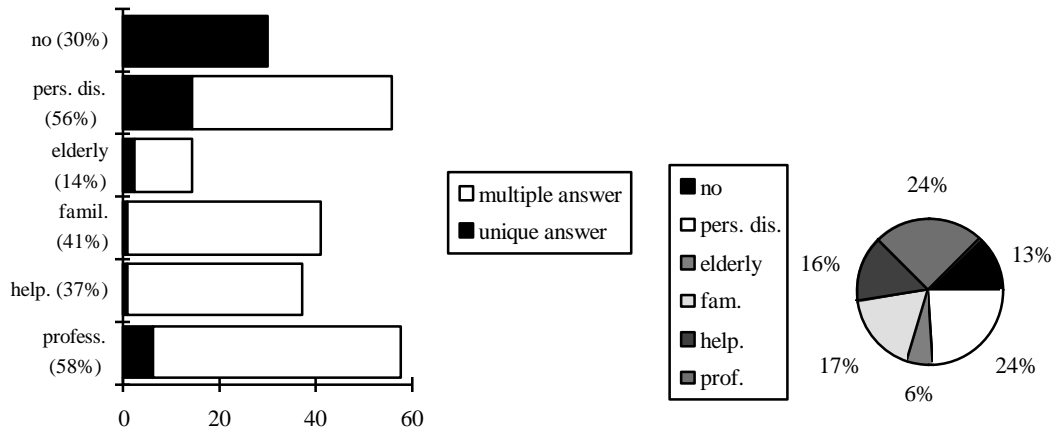 no (30%)
pers. dis.
(56%)
elderly
(14%)
famil.
(41%)
help. (37%)
profess.
(58%)
0 20 40 60
multiple answer
unique answer
no
pers. dis.
elderly
fam.
help.
prof.
24%
13%
16%
17%
24%
6%